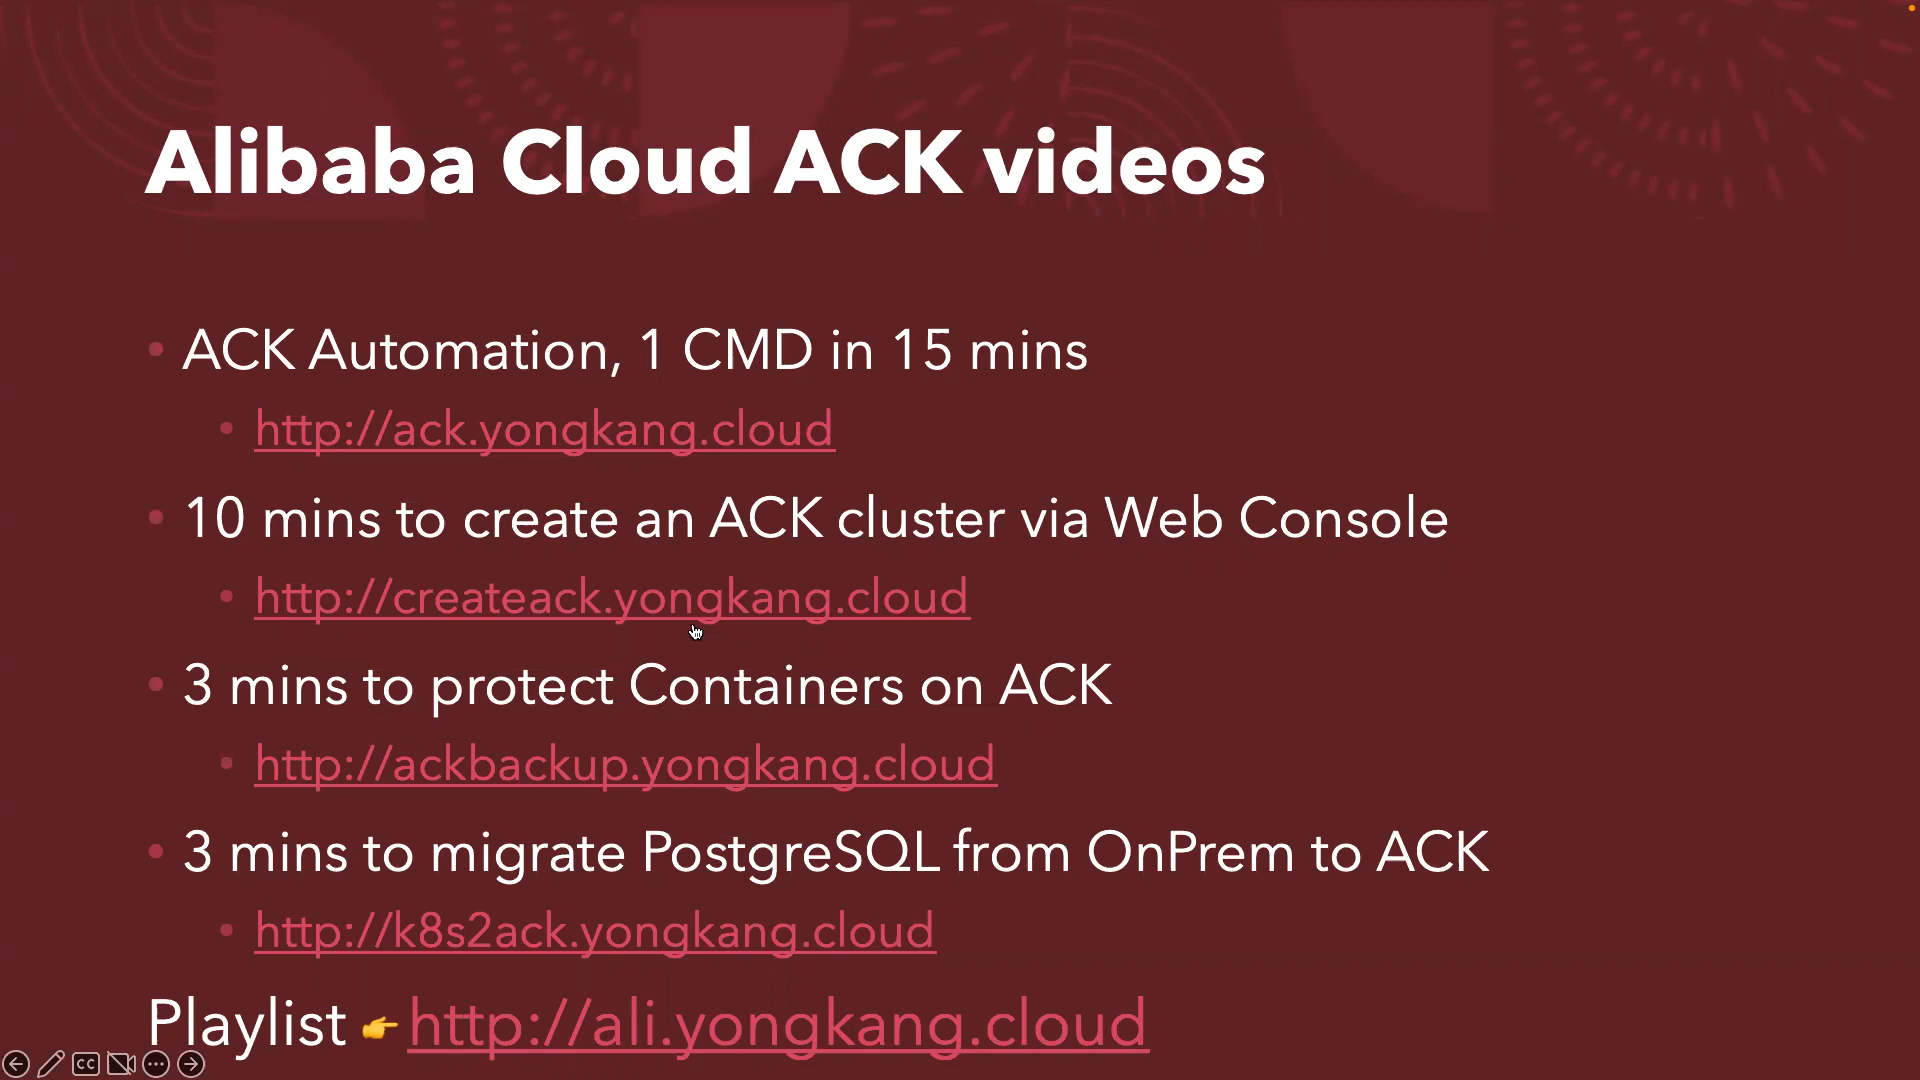 Alibaba Cloud ACK videos
• ACK Automation, 1 CMD in 15 mins
• http://ack.yongkang.cloud
• 10 mins to create an ACK cluster via Web Console
• http://createack.yongkang.cloud
• 3 mins to protect Containers on ACK
• http://ackbackup.yongkang.cloud
• 3 mins to migrate PostgreSQL from OnPrem to ACK
• http://k8s2ack.yongkang.cloud
Playlist 👉 http://ali.yongkang.cloud
CC